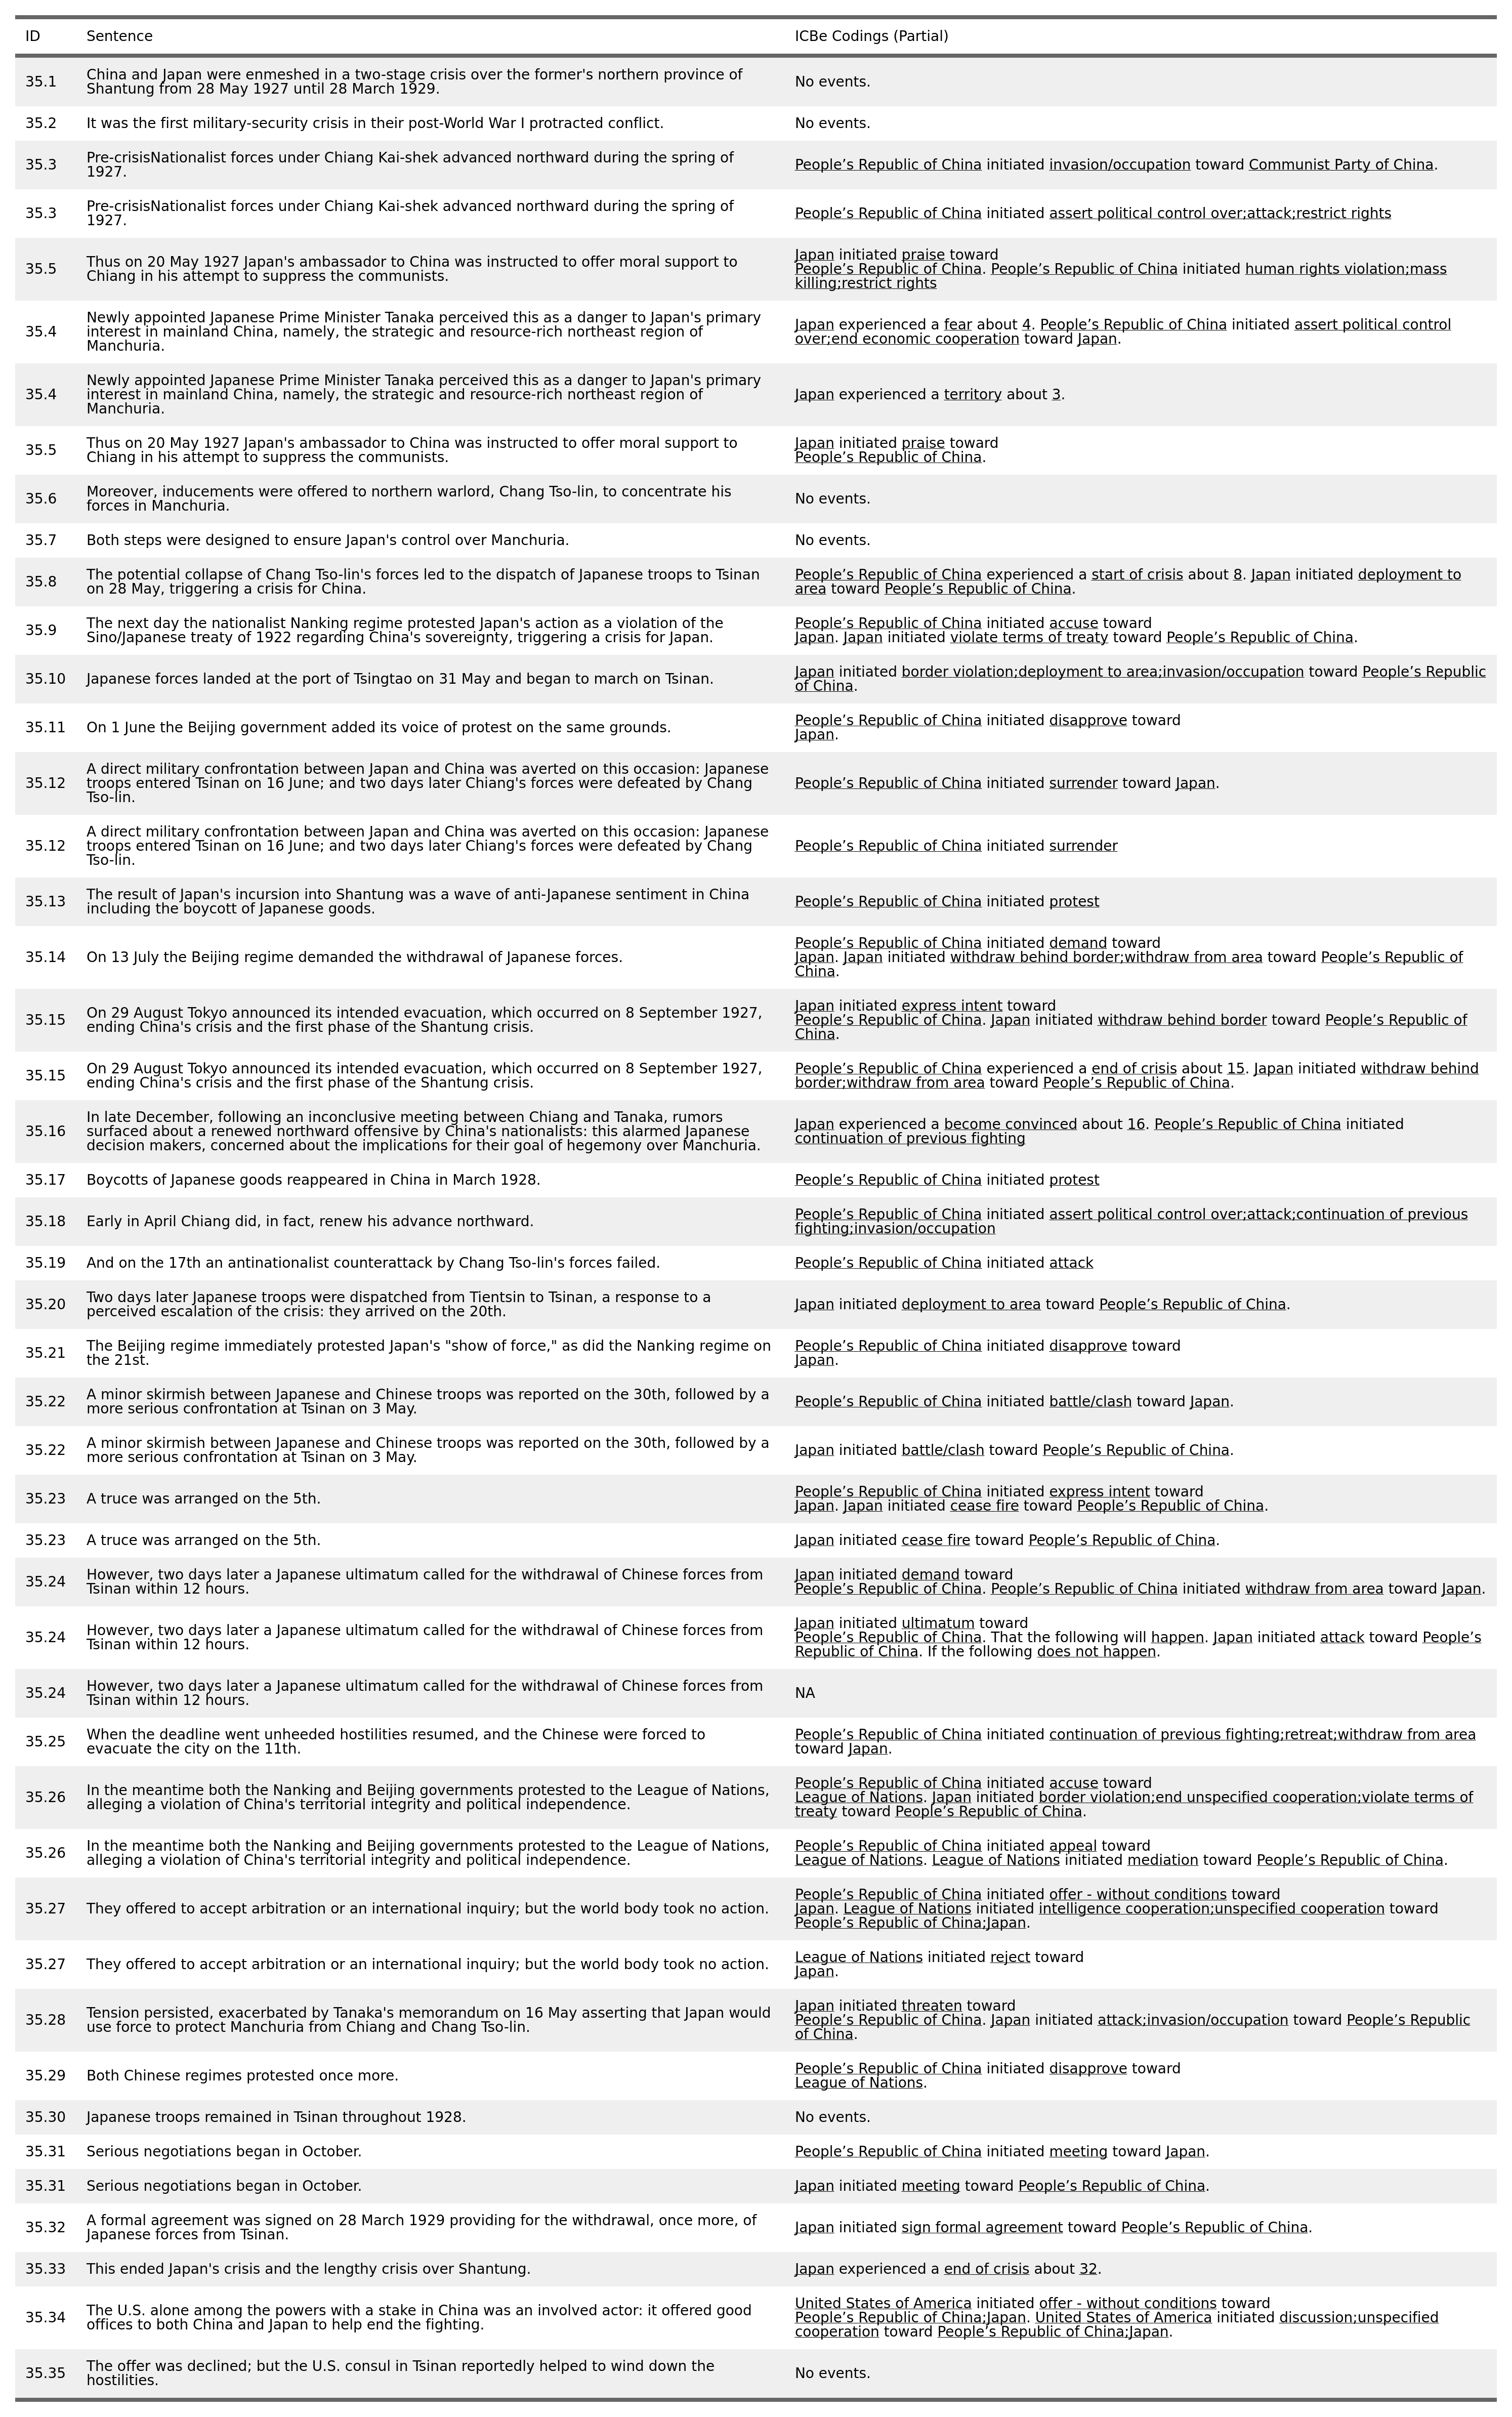 ID Sentence ICBe Codings (Partial)
35.1 China and Japan were enmeshed in a two-stage crisis over the former's northern province of
Shantung from 28 May 1927 until 28 March 1929. No events.
35.2 It was the first military-security crisis in their post-World War I protracted conflict. No events.
35.3 Pre-crisisNationalist forces under Chiang Kai-shek advanced northward during the spring of
1927. People’s Republic of China initiated invasion/occupation toward Communist Party of China.
35.3 Pre-crisisNationalist forces under Chiang Kai-shek advanced northward during the spring of
1927. People’s Republic of China initiated assert political control over;attack;restrict rights
35.5 Thus on 20 May 1927 Japan's ambassador to China was instructed to offer moral support to
Chiang in his attempt to suppress the communists.
Japan initiated praise toward
People’s Republic of China. People’s Republic of China initiated human rights violation;mass
killing;restrict rights
35.4 Newly appointed Japanese Prime Minister Tanaka perceived this as a danger to Japan's primary
interest in mainland China, namely, the strategic and resource-rich northeast region of
Manchuria.
Japan experienced a fear about 4. People’s Republic of China initiated assert political control
over;end economic cooperation toward Japan.
35.4 Newly appointed Japanese Prime Minister Tanaka perceived this as a danger to Japan's primary
interest in mainland China, namely, the strategic and resource-rich northeast region of
Manchuria.
Japan experienced a territory about 3.
35.5 Thus on 20 May 1927 Japan's ambassador to China was instructed to offer moral support to
Chiang in his attempt to suppress the communists.
Japan initiated praise toward
People’s Republic of China.
35.6 Moreover, inducements were offered to northern warlord, Chang Tso-lin, to concentrate his
forces in Manchuria.
No events.
35.7 Both steps were designed to ensure Japan's control over Manchuria. No events.
35.8 The potential collapse of Chang Tso-lin's forces led to the dispatch of Japanese troops to Tsinan
on 28 May, triggering a crisis for China.
People’s Republic of China experienced a start of crisis about 8. Japan initiated deployment to
area toward People’s Republic of China.
35.9 The next day the nationalist Nanking regime protested Japan's action as a violation of the
Sino/Japanese treaty of 1922 regarding China's sovereignty, triggering a crisis for Japan.
People’s Republic of China initiated accuse toward
Japan. Japan initiated violate terms of treaty toward People’s Republic of China.
35.10 Japanese forces landed at the port of Tsingtao on 31 May and began to march on Tsinan.
Japan initiated border violation;deployment to area;invasion/occupation toward People’s Republic
of China.
35.11 On 1 June the Beijing government added its voice of protest on the same grounds.
People’s Republic of China initiated disapprove toward
Japan.
35.12 A direct military confrontation between Japan and China was averted on this occasion: Japanese
troops entered Tsinan on 16 June; and two days later Chiang's forces were defeated by Chang
Tso-lin.
People’s Republic of China initiated surrender toward Japan.
35.12 A direct military confrontation between Japan and China was averted on this occasion: Japanese
troops entered Tsinan on 16 June; and two days later Chiang's forces were defeated by Chang
Tso-lin.
People’s Republic of China initiated surrender
35.13 The result of Japan's incursion into Shantung was a wave of anti-Japanese sentiment in China
including the boycott of Japanese goods.
People’s Republic of China initiated protest
35.14 On 13 July the Beijing regime demanded the withdrawal of Japanese forces.
People’s Republic of China initiated demand toward
Japan. Japan initiated withdraw behind border;withdraw from area toward People’s Republic of
China.
35.15 On 29 August Tokyo announced its intended evacuation, which occurred on 8 September 1927,
ending China's crisis and the first phase of the Shantung crisis.
Japan initiated express intent toward
People’s Republic of China. Japan initiated withdraw behind border toward People’s Republic of
China.
35.15 On 29 August Tokyo announced its intended evacuation, which occurred on 8 September 1927,
ending China's crisis and the first phase of the Shantung crisis.
People’s Republic of China experienced a end of crisis about 15. Japan initiated withdraw behind
border;withdraw from area toward People’s Republic of China.
35.16 In late December, following an inconclusive meeting between Chiang and Tanaka, rumors
surfaced about a renewed northward offensive by China's nationalists: this alarmed Japanese
decision makers, concerned about the implications for their goal of hegemony over Manchuria.
Japan experienced a become convinced about 16. People’s Republic of China initiated
continuation of previous fighting
35.17 Boycotts of Japanese goods reappeared in China in March 1928. People’s Republic of China initiated protest
35.18 Early in April Chiang did, in fact, renew his advance northward.
People’s Republic of China initiated assert political control over;attack;continuation of previous
fighting;invasion/occupation
35.19 And on the 17th an antinationalist counterattack by Chang Tso-lin's forces failed. People’s Republic of China initiated attack
35.20 Two days later Japanese troops were dispatched from Tientsin to Tsinan, a response to a
perceived escalation of the crisis: they arrived on the 20th.
Japan initiated deployment to area toward People’s Republic of China.
35.21 The Beijing regime immediately protested Japan's "show of force," as did the Nanking regime on
the 21st.
People’s Republic of China initiated disapprove toward
Japan.
35.22 A minor skirmish between Japanese and Chinese troops was reported on the 30th, followed by a
more serious confrontation at Tsinan on 3 May.
People’s Republic of China initiated battle/clash toward Japan.
35.22 A minor skirmish between Japanese and Chinese troops was reported on the 30th, followed by a
more serious confrontation at Tsinan on 3 May.
Japan initiated battle/clash toward People’s Republic of China.
35.23 A truce was arranged on the 5th.
People’s Republic of China initiated express intent toward
Japan. Japan initiated cease fire toward People’s Republic of China.
35.23 A truce was arranged on the 5th. Japan initiated cease fire toward People’s Republic of China.
35.24 However, two days later a Japanese ultimatum called for the withdrawal of Chinese forces from
Tsinan within 12 hours.
Japan initiated demand toward
People’s Republic of China. People’s Republic of China initiated withdraw from area toward Japan.
35.24 However, two days later a Japanese ultimatum called for the withdrawal of Chinese forces from
Tsinan within 12 hours.
Japan initiated ultimatum toward
People’s Republic of China. That the following will happen. Japan initiated attack toward People’s
Republic of China. If the following does not happen.
35.24 However, two days later a Japanese ultimatum called for the withdrawal of Chinese forces from
Tsinan within 12 hours.
NA
35.25 When the deadline went unheeded hostilities resumed, and the Chinese were forced to
evacuate the city on the 11th.
People’s Republic of China initiated continuation of previous fighting;retreat;withdraw from area
toward Japan.
35.26 In the meantime both the Nanking and Beijing governments protested to the League of Nations,
alleging a violation of China's territorial integrity and political independence.
People’s Republic of China initiated accuse toward
League of Nations. Japan initiated border violation;end unspecified cooperation;violate terms of
treaty toward People’s Republic of China.
35.26 In the meantime both the Nanking and Beijing governments protested to the League of Nations,
alleging a violation of China's territorial integrity and political independence.
People’s Republic of China initiated appeal toward
League of Nations. League of Nations initiated mediation toward People’s Republic of China.
35.27 They offered to accept arbitration or an international inquiry; but the world body took no action.
People’s Republic of China initiated offer - without conditions toward
Japan. League of Nations initiated intelligence cooperation;unspecified cooperation toward
People’s Republic of China;Japan.
35.27 They offered to accept arbitration or an international inquiry; but the world body took no action.
League of Nations initiated reject toward
Japan.
35.28 Tension persisted, exacerbated by Tanaka's memorandum on 16 May asserting that Japan would
use force to protect Manchuria from Chiang and Chang Tso-lin.
Japan initiated threaten toward
People’s Republic of China. Japan initiated attack;invasion/occupation toward People’s Republic
of China.
35.29 Both Chinese regimes protested once more.
People’s Republic of China initiated disapprove toward
League of Nations.
35.30 Japanese troops remained in Tsinan throughout 1928. No events.
35.31 Serious negotiations began in October. People’s Republic of China initiated meeting toward Japan.
35.31 Serious negotiations began in October. Japan initiated meeting toward People’s Republic of China.
35.32 A formal agreement was signed on 28 March 1929 providing for the withdrawal, once more, of
Japanese forces from Tsinan.
Japan initiated sign formal agreement toward People’s Republic of China.
35.33 This ended Japan's crisis and the lengthy crisis over Shantung. Japan experienced a end of crisis about 32.
35.34 The U.S. alone among the powers with a stake in China was an involved actor: it offered good
offices to both China and Japan to help end the fighting.
United States of America initiated offer - without conditions toward
People’s Republic of China;Japan. United States of America initiated discussion;unspecified
cooperation toward People’s Republic of China;Japan.
35.35 The offer was declined; but the U.S. consul in Tsinan reportedly helped to wind down the
hostilities.
No events.